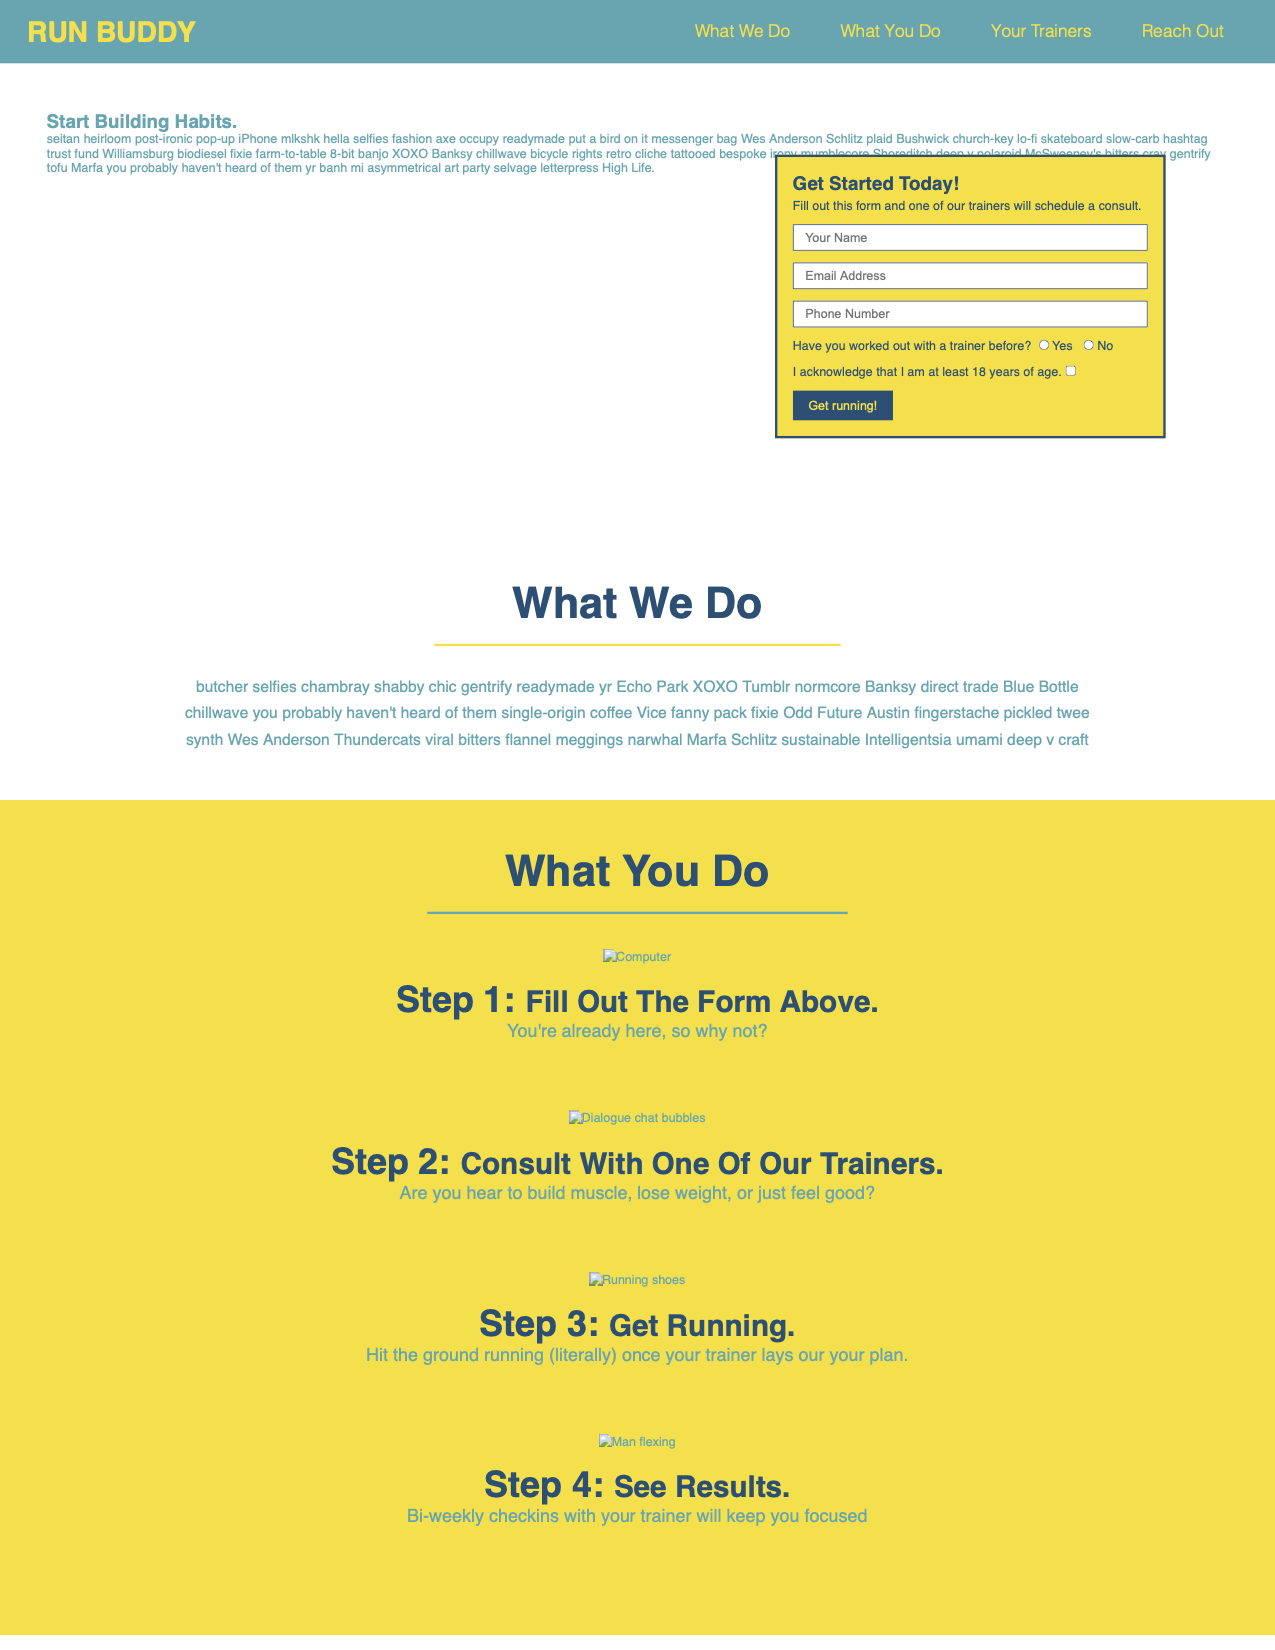 RUN BUDDY
What We Do
What You Do
Your Trainers
Reach Out
Start Building Habits.
seitan heirloom post-ironic pop-up iPhone mlkshk hella selfies fashion axe occupy readymade put a bird on it messenger bag Wes Anderson Schlitz plaid Bushwick church-key lo-fi skateboard slow-carb hashtag
trust fund Williamsburg biodiesel fixie farm-to-table 8-bit banjo XOXO Banksy chillwave bicycle rights retro cliche tattooed bespoke irony mumblecore Shoreditch deep v polaroid McSweeney's bitters cray gentrify
tofu Marfa you probably haven't heard of them yr banh mi asymmetrical art party selvage letterpress High Life.
Get Started Today!
Fill out this form and one of our trainers will schedule a consult.
Your Name
Email Address
Phone Number
Have you worked out with a trainer before? Yes No
I acknowledge that I am at least 18 years of age.
Get running!
What We Do
butcher selfies chambray shabby chic gentrify readymade yr Echo Park XOXO Tumblr normcore Banksy direct trade Blue Bottle
chillwave you probably haven't heard of them single-origin coffee Vice fanny pack fixie Odd Future Austin fingerstache pickled twee
synth Wes Anderson Thundercats viral bitters flannel meggings narwhal Marfa Schlitz sustainable Intelligentsia umami deep v craft
What You Do
Computer
Step 1: Fill Out The Form Above.
You're already here, so why not?
Dialogue chat bubbles
Step 2: Consult With One Of Our Trainers.
Are you hear to build muscle, lose weight, or just feel good?
Running shoes
Step 3: Get Running.
Hit the ground running (literally) once your trainer lays our your plan.
Man flexing
Step 4: See Results.
Bi-weekly checkins with your trainer will keep you focused